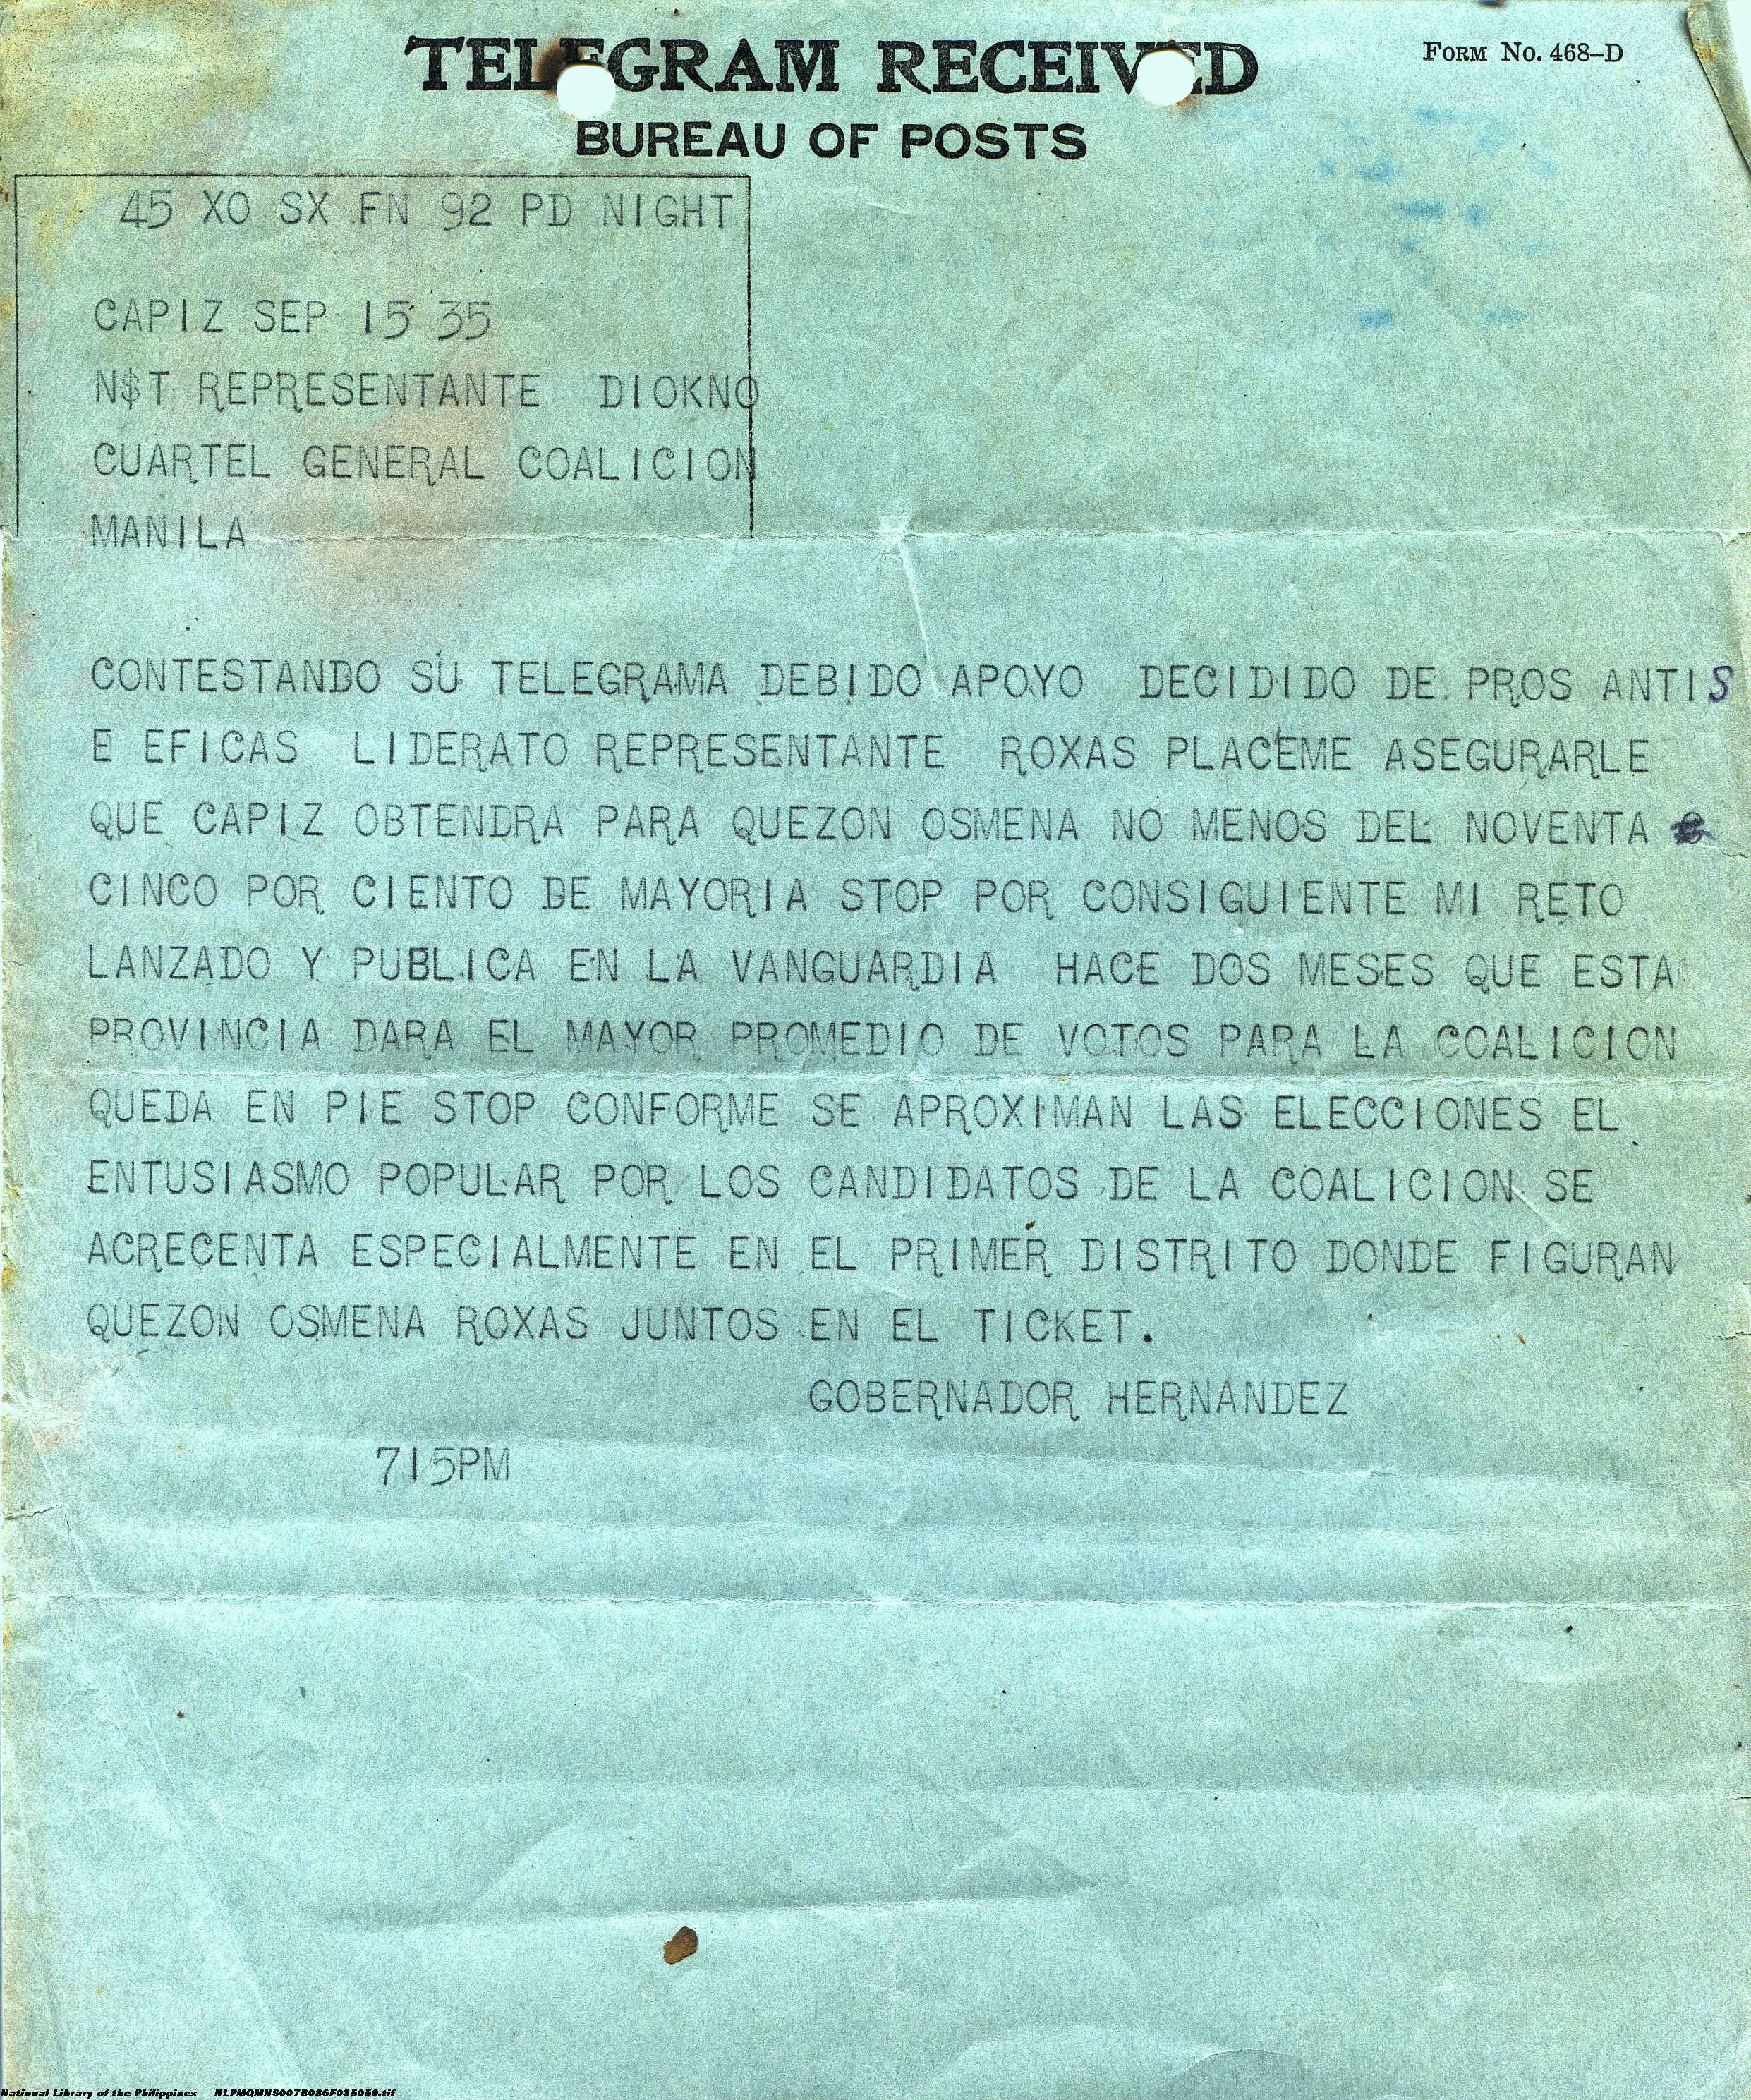 TELEGRAM RECEIVED
FORM NO. 468-D
BUREAU OF POSTS
45 XO SX FN 92 PD NIGHT
CAPIZ SEP 15 35
N$T REPRESENTANTE DIOKNO
CUARTEL GENERAL COALICION
MANILA
CONTESTANDO SU TELEGRAMA DEBIDO APOYO DECIDIDO DE PROS ANTIS
E EFICAS LIDERATO REPRESENTANTE ROXAS PLACEME ASEGURARLE
QUE CAPIZ OBTENDRA PARA QUEZON OSMENA NO MENOS DEL NOVENTA
CINCO POR CIENTO DE MAYORIA STOP POR CONSIGUIENTE MI RETO
LANZADO Y PUBLICA EN LA VANGUARDIA HACE DOS MESES QUE ESTA
PROVINCIA DARA EL MAYOR PROMEDIO DE VOTOS PARA LA COALICION
QUEDA EN PIE STOP CONFORME SE APROXIMAN LAS ELECCIONES EL
ENTUSIASMO POPULAR POR LOS CANDIDATOS DE LA COALICION SE
ACRECENTA ESPECIALMENTE EN EL PRIMER DISTRITO DONDE FIGURAN
QUEZON OSMENA ROXAS JUNTOS EN EL TICKET.
GOBERNADOR HERNANDEZ
715PM
National Library of the Philippines NLPMQMNS007B086F035050.tif